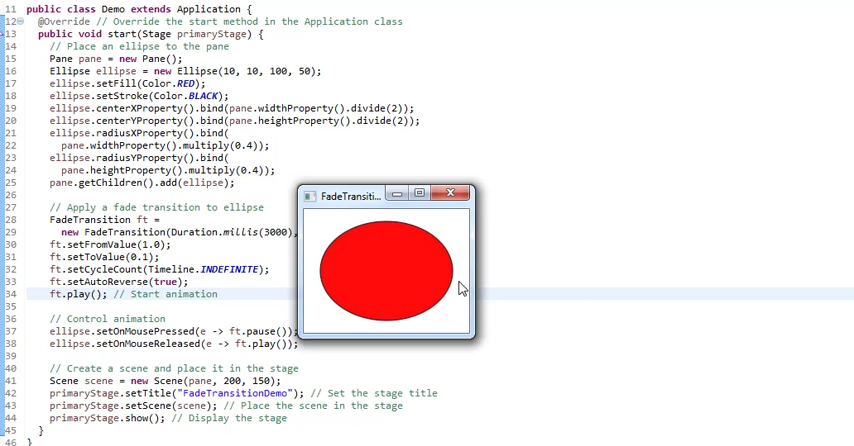 11 public class Demo extends Application {
12 @Override // Override the start method in the Application class
13 public void start(Stage primaryStage) {
14 // Place an ellipse to the pane
15 Pane pane = new Pane();
16 Ellipse ellipse = new Ellipse(10, 10, 100, 50);
17 ellipse.setFill(Color.RED);
18 ellipse.setStroke(Color.BLACK);
19 ellipse.centerXProperty().bind(pane.widthProperty().divide(2));
20 ellipse.centerYProperty().bind(pane.heightProperty().divide(2));
21 ellipse.radiusXProperty().bind(
22 pane.widthProperty().multiply(0.4));
23 ellipse.radiusYProperty().bind(
24 pane.heightProperty().multiply(0.4));
25 pane.getChildren().add(ellipse);
26
FadeTransiti...
27 // Apply a fade transition to ellipse
28 FadeTransition ft =
29 new FadeTransition(Duration.millis(3000),
30 ft.setFromValue(1.0);
31 ft.setToValue(0.1);
32 ft.setCycleCount(Timeline.INDEFINITE);
33 ft.setAutoReverse(true);
34 ft.play(); // Start animation
35
36 // Control animation
37 ellipse.setOnMousePressed(e -> ft.pause());
38 ellipse.setOnMouseReleased(e -> ft.play());
39
40 // Create a scene and place it in the stage
41 Scene scene = new Scene(pane, 200, 150);
42 primaryStage.setTitle("FadeTransitionDemo"); // Set the stage title
43 primaryStage.setScene(scene); // Place the scene in the stage
44 primaryStage.show(); // Display the stage
45 }
46 }